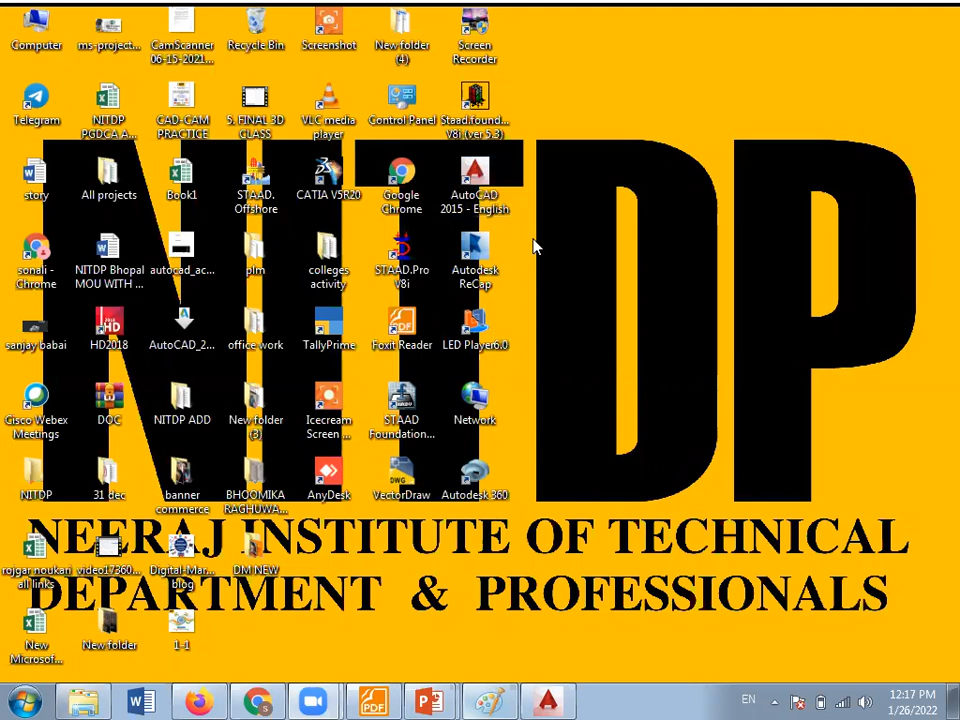 Computer
ms-project...
CamScanner
06-15-2021...
Recycle Bin
Screenshot
New folder
(4)
Screen
Recorder
Telegram
NITDP
PGDCA A...
CAD-CAM
PRACTICE
5. FINAL 3D
CLASS
VLC media
player
Control Panel
Staad.found...
V8i (ver 5.3)
story
All projects
Book1
STAAD.
Offshore
CATIA V5R20
Google
Chrome
AutoCAD
2015 - English
sonali -
Chrome
NITDP Bhopal
MOU WITH ...
autocad_ac...
plm
colleges
activity
STAAD.Pro
V8i
Autodesk
ReCap
sanjay babai
HD2018
AutoCAD_2...
office work
TallyPrime
Foxit Reader
LED Player6.0
Cisco Webex
Meetings
DOC
NITDP ADD
New folder
(3)
Icecream
Screen ...
STAAD
Foundation...
Network
NITDP
31 dec
banner
commerce
BHOOMIKA
RAGHUWA...
AnyDesk
VectorDraw
Autodesk 360
rojgar noukari
all links
video17360...
Digital-Mar...
blog
DM NEW
New
Microsof...
New folder
1-1
NITDP
NEERAJ INSTITUTE OF TECHNICAL
DEPARTMENT & PROFESSIONALS
EN
12:17 PM
1/26/2022